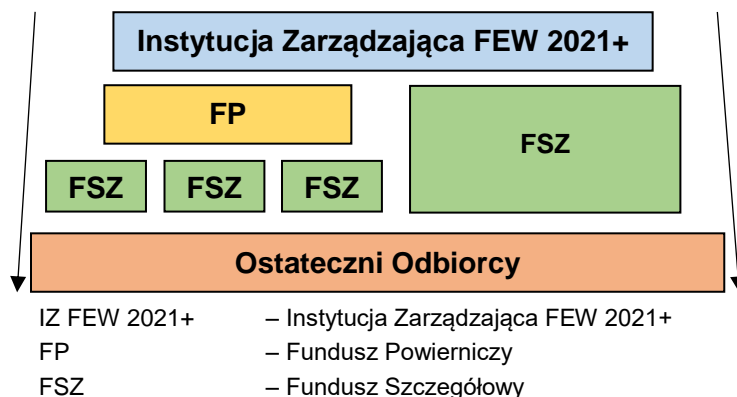 Instytucja Zarządzająca FEW 2021+
FP
FSZ
FSZ FSZ FSZ
Ostateczni Odbiorcy
IZ FEW 2021+ – Instytucja Zarządzająca FEW 2021+
FP – Fundusz Powierniczy
FSZ – Fundusz Szczegółowy